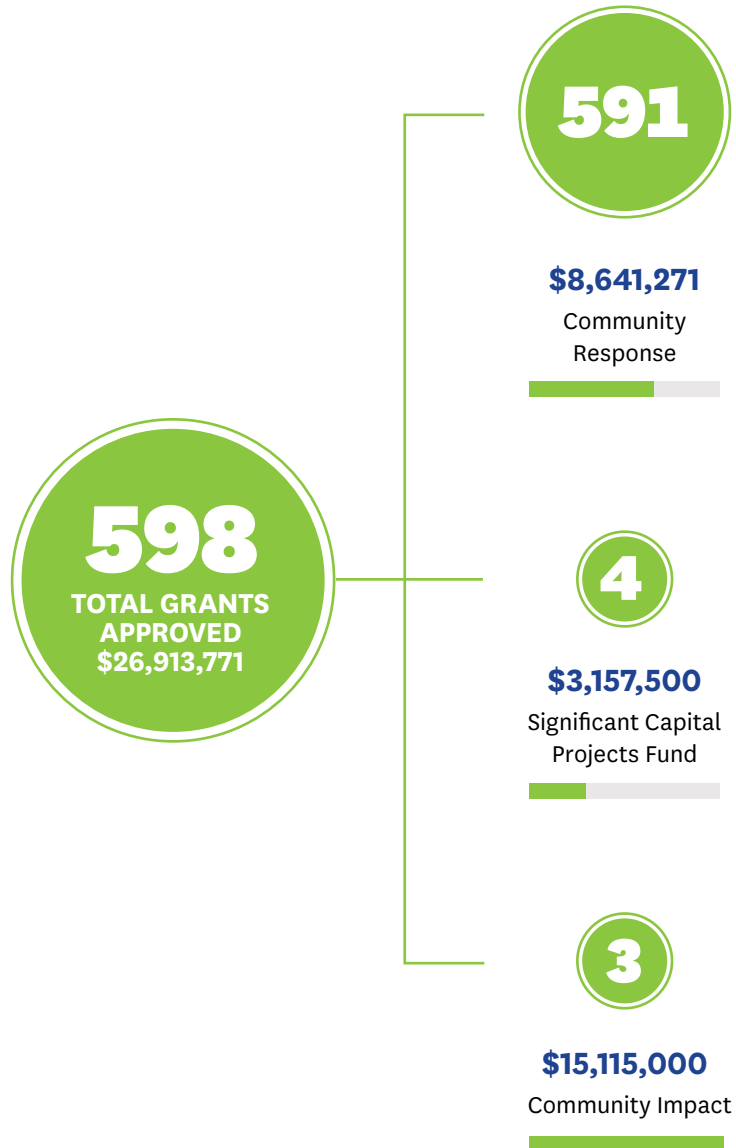 591
$8,641,271
Community
Response
598
TOTAL GRANTS
APPROVED
$26,913,771
4
$3,157,500
Significant Capital
Projects Fund
3
$15,115,000
Community Impact